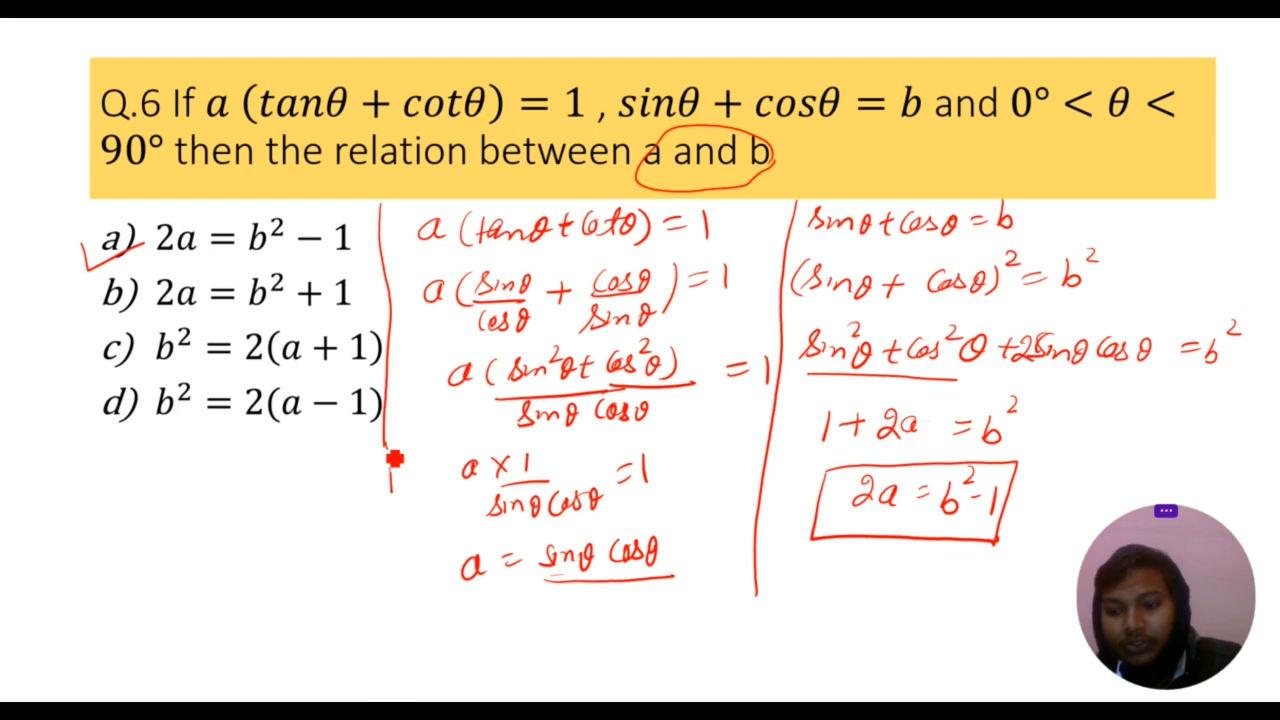 Q.6 If a (tanθ + cotθ) = 1 , sinθ + cosθ = b and 0° < θ <
90° then the relation between a and b
a) 2a = b² − 1
b) 2a = b² + 1
c) b² = 2(a + 1)
d) b² = 2(a − 1)
a (tanθ + cotθ) = 1
a (sinθ/cosθ + cosθ/sinθ) = 1
a (sin²θ + cos²θ)/sinθ cosθ = 1
a × 1/sinθ cosθ = 1
a = sinθ cosθ
sinθ + cosθ = b
(sinθ + cosθ)² = b²
sin²θ + cos²θ + 2sinθ cosθ = b²
1 + 2a = b²
2a = b² - 1